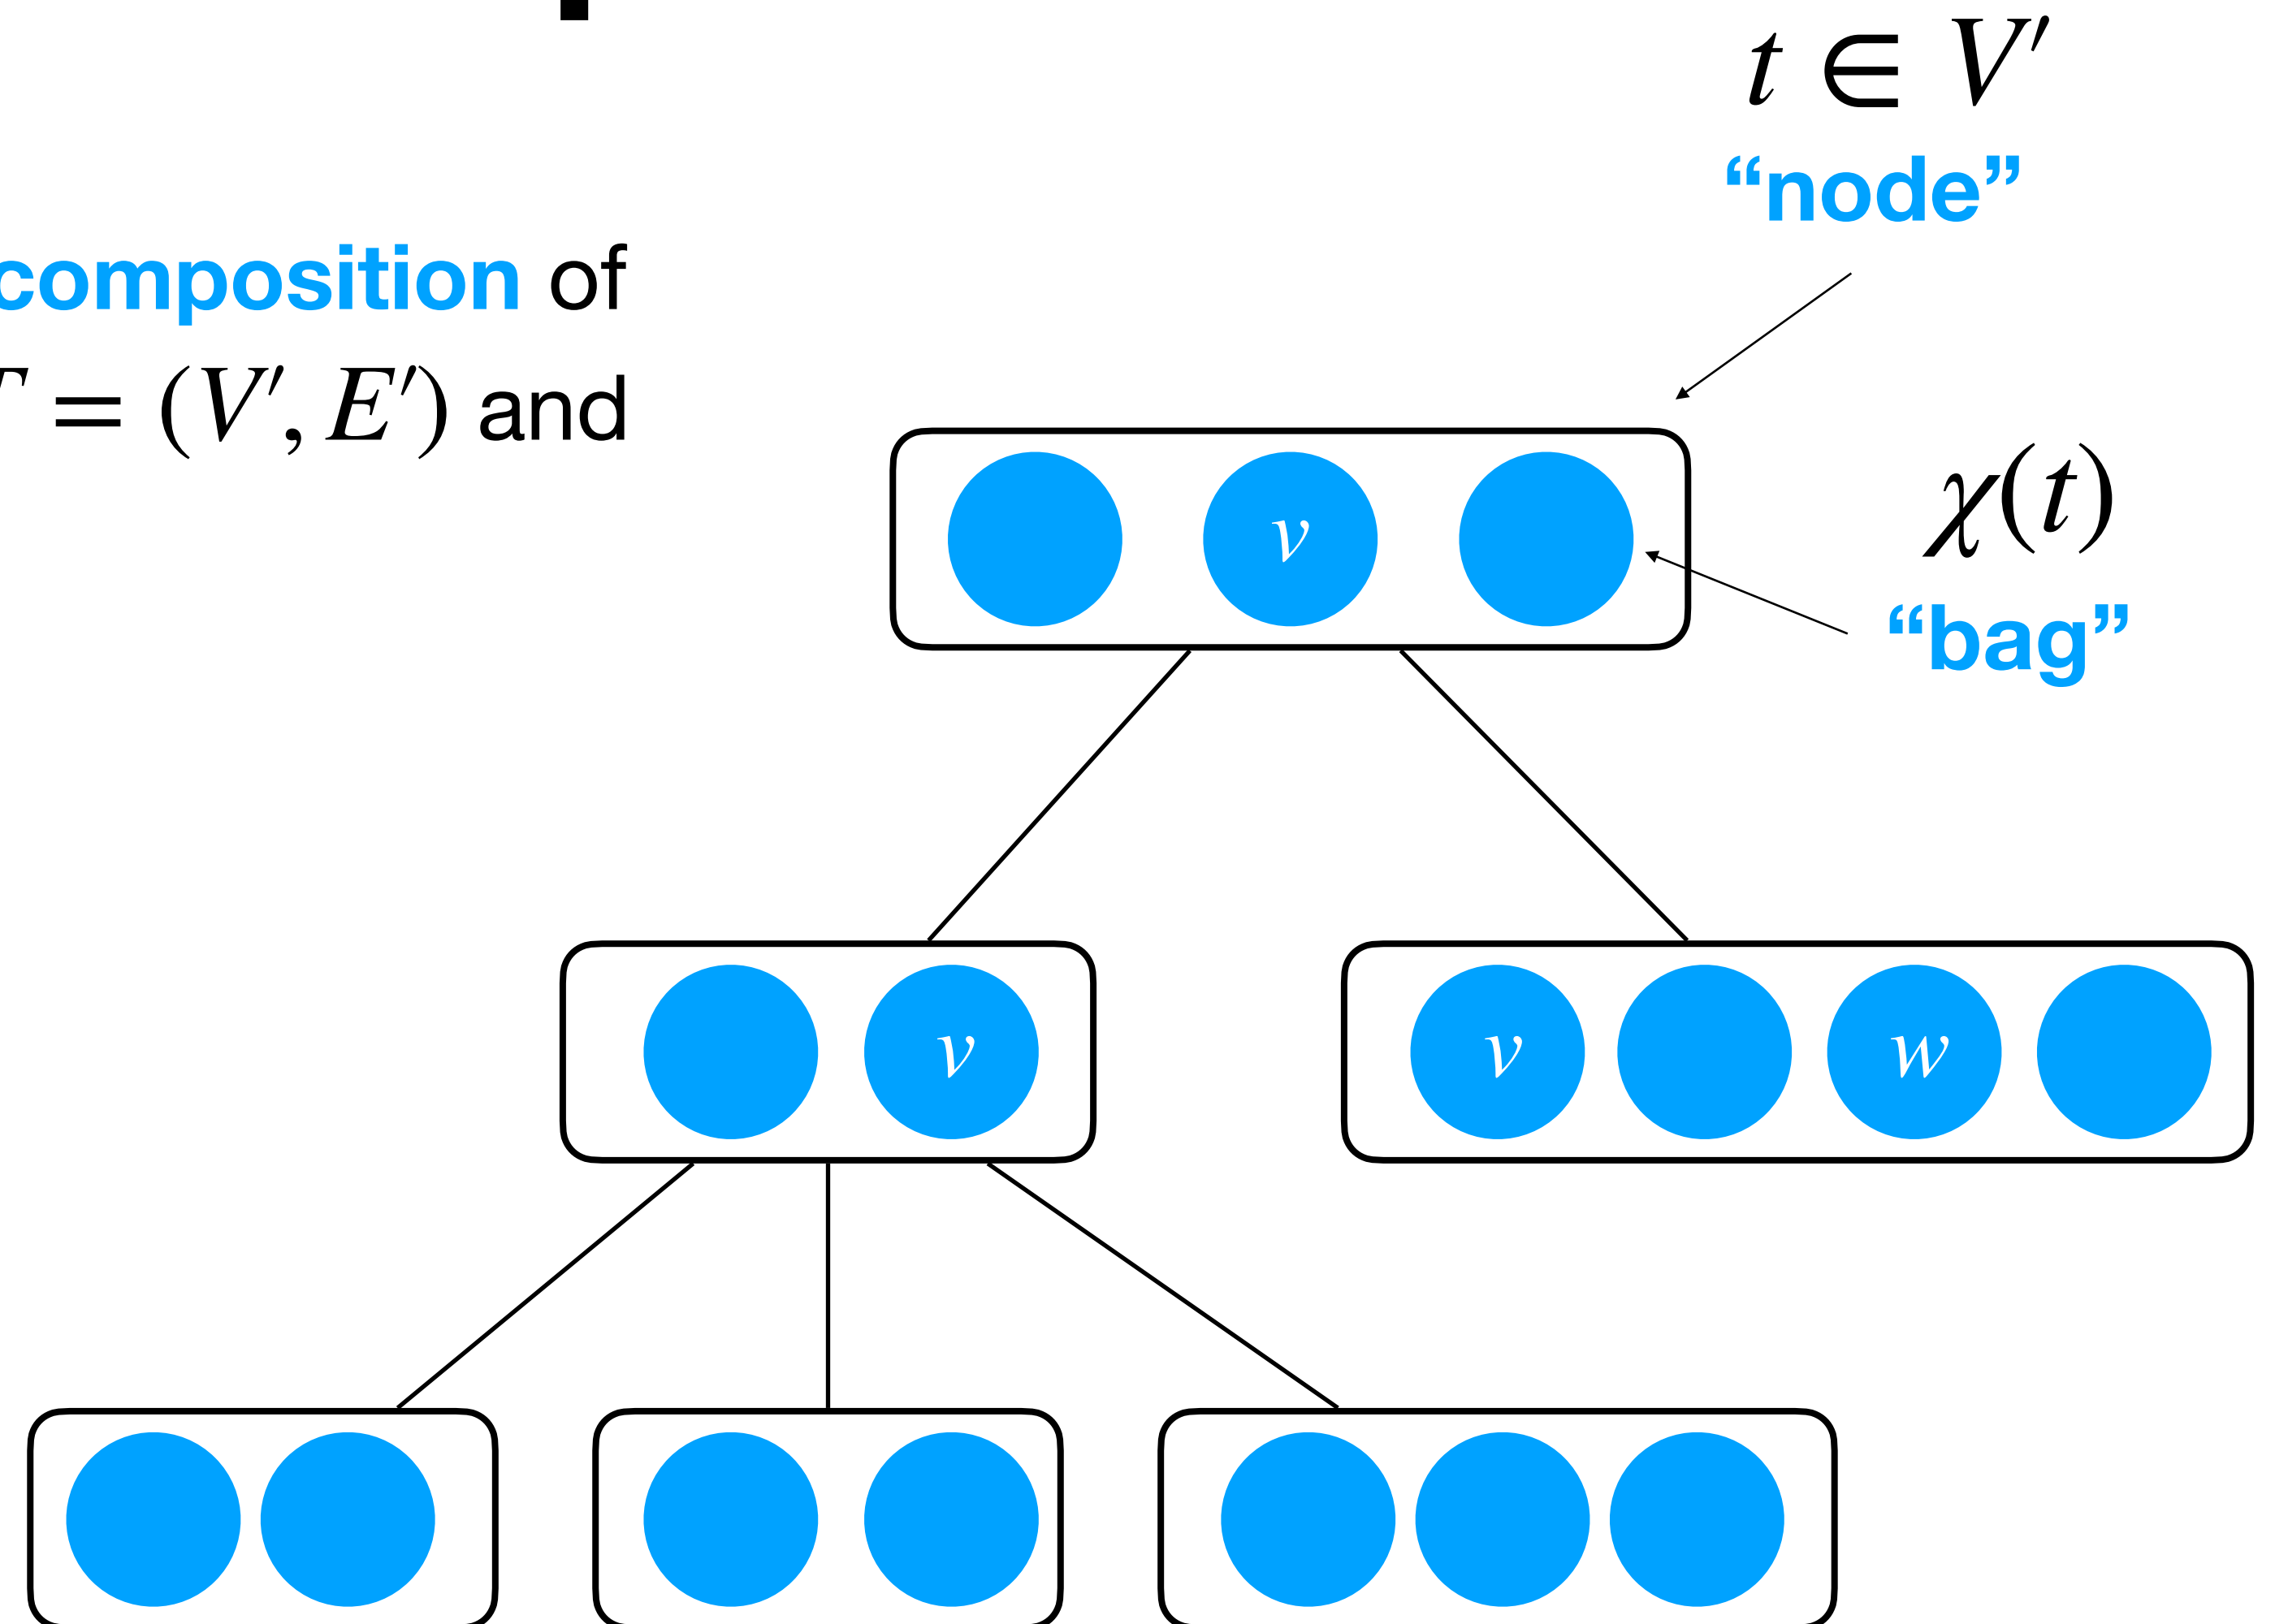 t ∈ V′
“node”
composition of
T = (V′, E′) and
χ(t)
“bag”
v
v
v
w